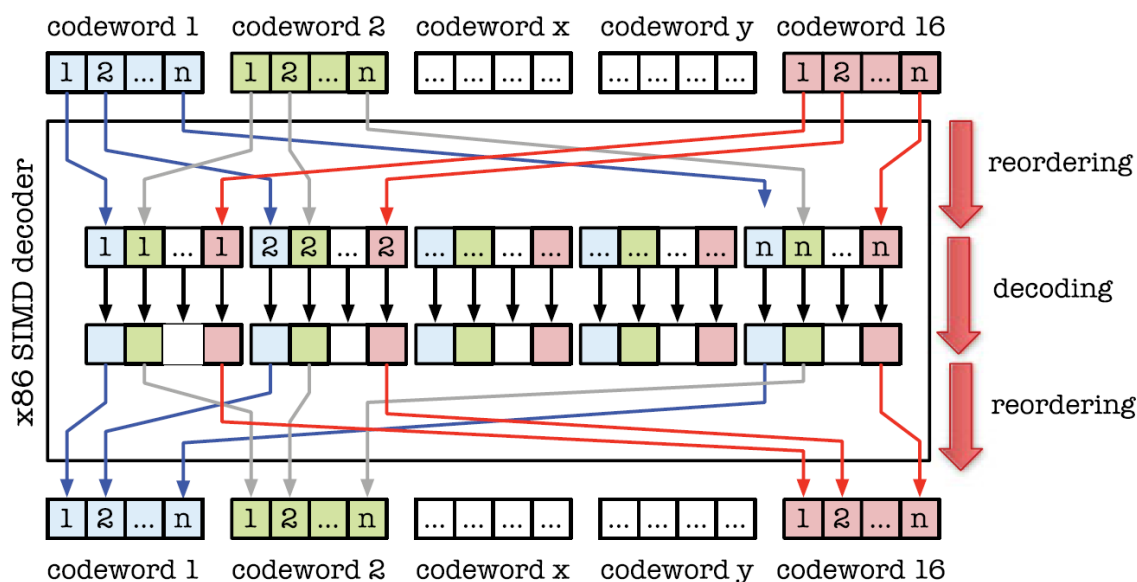 codeword 1 codeword 2 codeword x codeword y codeword 16
1 2 ... n 1 2 ... n ... ... ... ... ... ... ... ... 1 2 ... n
reordering
x86 SIMD decoder
1 1 ... 1 2 2 ... 2 ... ... ... ... ... ... ... ... n n ... n
decoding
reordering
1 2 ... n 1 2 ... n ... ... ... ... ... ... ... ... 1 2 ... n
codeword 1 codeword 2 codeword x codeword y codeword 16